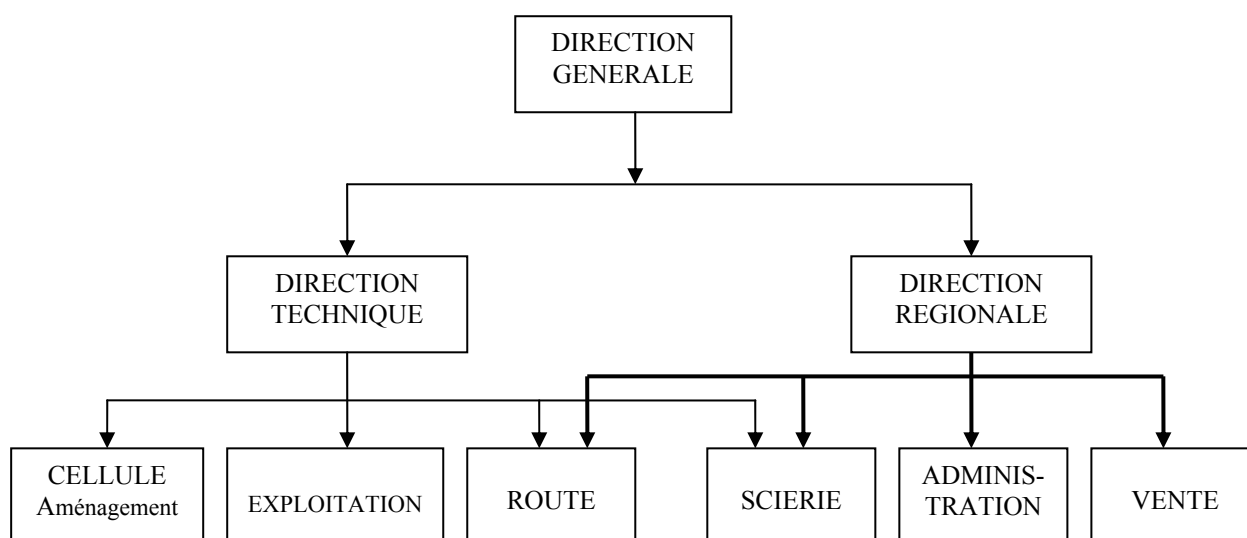 DIRECTION
GENERALE
DIRECTION
TECHNIQUE
DIRECTION
REGIONALE
CELLULE
Aménagement
EXPLOITATION
ROUTE
SCIERIE
ADMINIS-
TRATION
VENTE